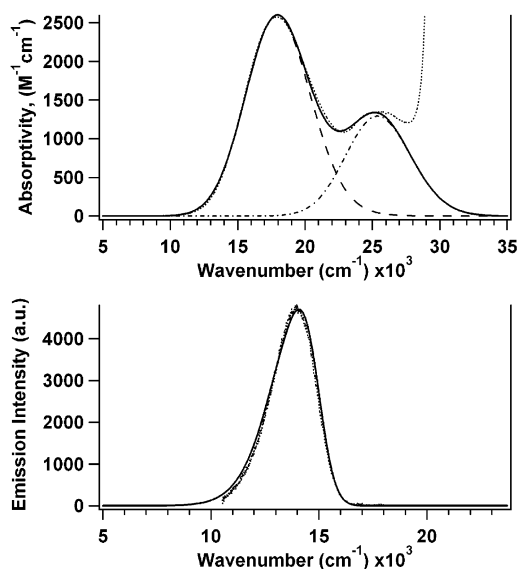 Absorptivity, (M⁻¹cm⁻¹)
2500
2000
1500
1000
500
0
5 10 15 20 25 30 35
Wavenumber (cm⁻¹) x10³
Emission Intensity (a.u.)
4000
3000
2000
1000
0
5 10 15 20
Wavenumber (cm⁻¹) x10³